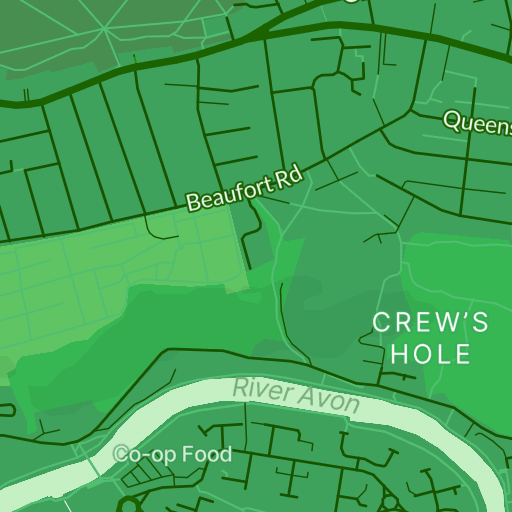 Queens
Beaufort Rd
CREW'S
HOLE
River Avon
Co-op Food